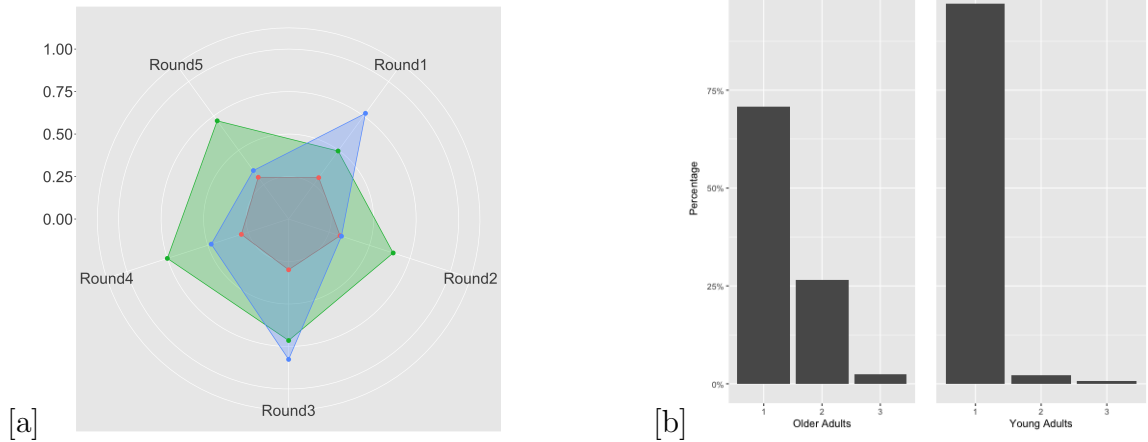 1.00
0.75
0.50
0.25
0.00
Round5
Round1
Round4
Round2
Round3
[a]
Percentage
75%
50%
25%
0%
1
2
3
Older Adults
1
2
3
Young Adults
[b]